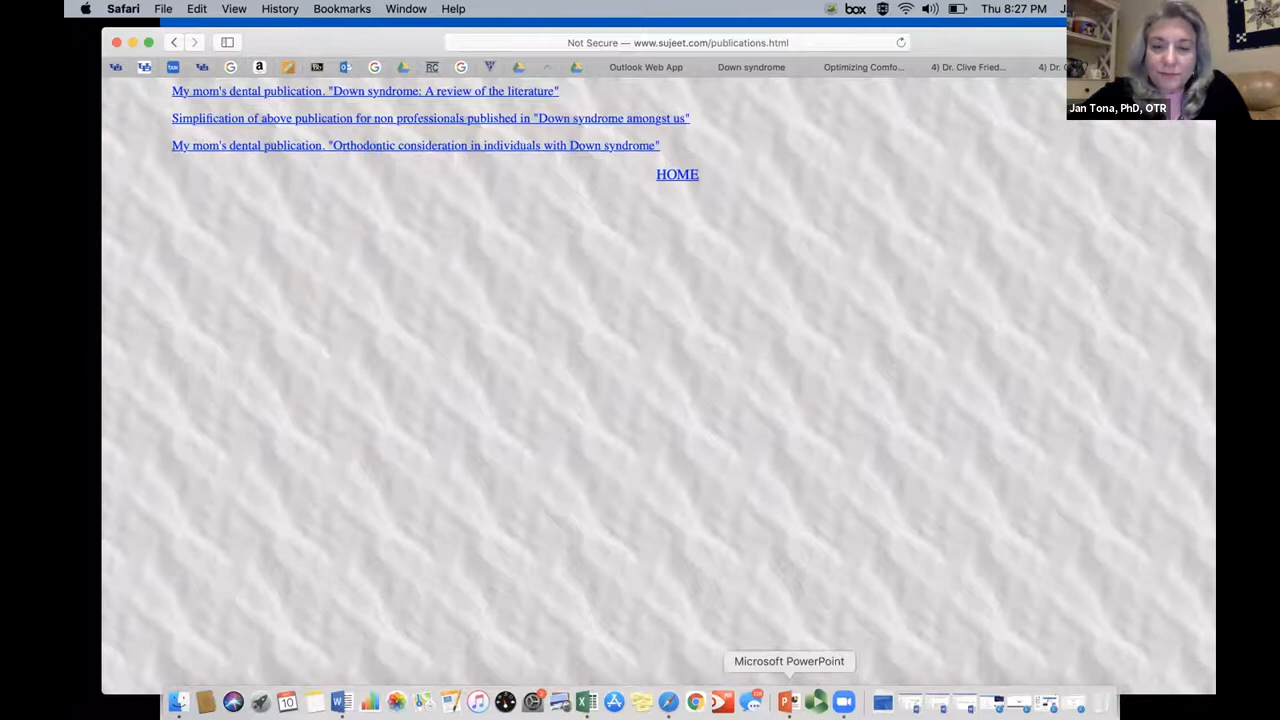 Safari File Edit View History Bookmarks Window Help box Thu 8:27 PM
Not Secure — www.sujeet.com/publications.html
Outlook Web App Down syndrome Optimizing Comfo... 4) Dr. Clive Fried... 4) Dr.
Jan Tona, PhD, OTR
My mom's dental publication. "Down syndrome: A review of the literature"
Simplification of above publication for non professionals published in "Down syndrome amongst us"
My mom's dental publication. "Orthodontic consideration in individuals with Down syndrome"
HOME
Microsoft PowerPoint